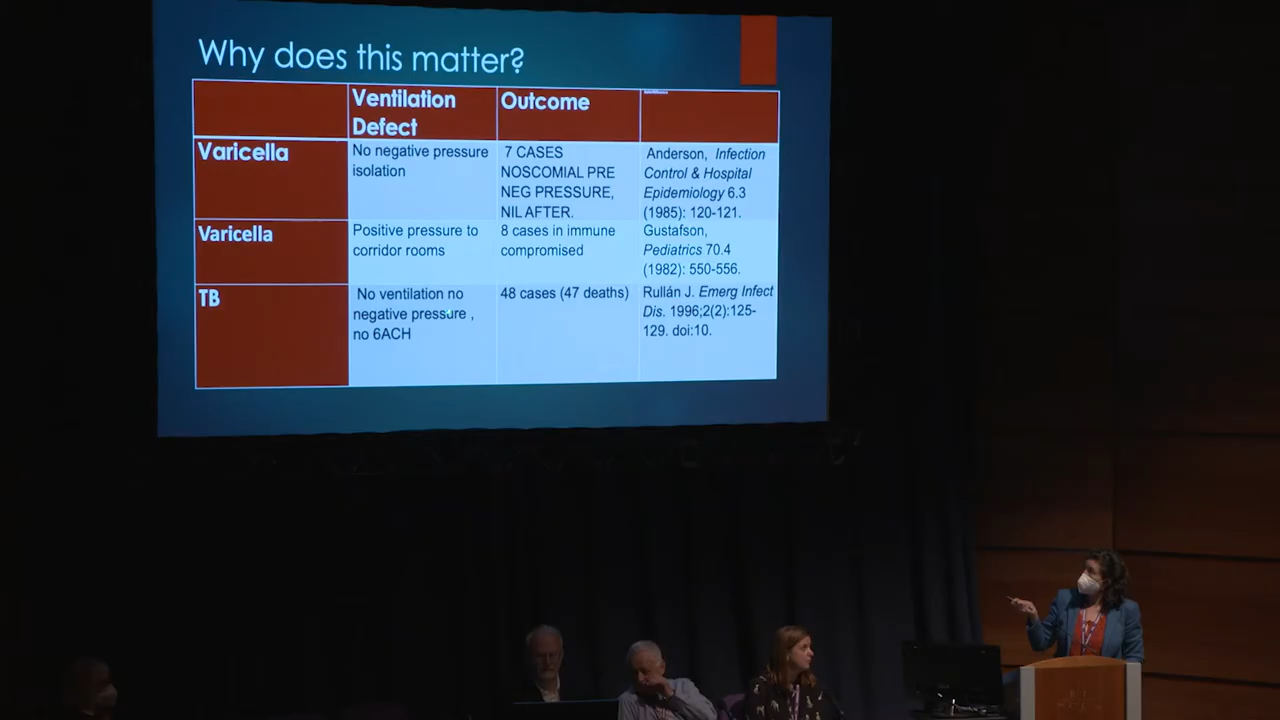 Why does this matter?
Ventilation
Defect
Outcome
Varicella
No negative pressure
isolation
7 CASES
NOSCOMIAL PRE
NEG PRESSURE,
NIL AFTER.
Anderson, Infection
Control & Hospital
Epidemiology 6.3
(1985): 120-121.
Varicella
Positive pressure to
corridor rooms
8 cases in immune
compromised
Gustafson,
Pediatrics 70.4
(1982): 550-556.
TB
No ventilation no
negative pressure ,
no 6ACH
48 cases (47 deaths)
Rullán J. Emerg Infect
Dis. 1996;2(2):125-
129. doi:10.